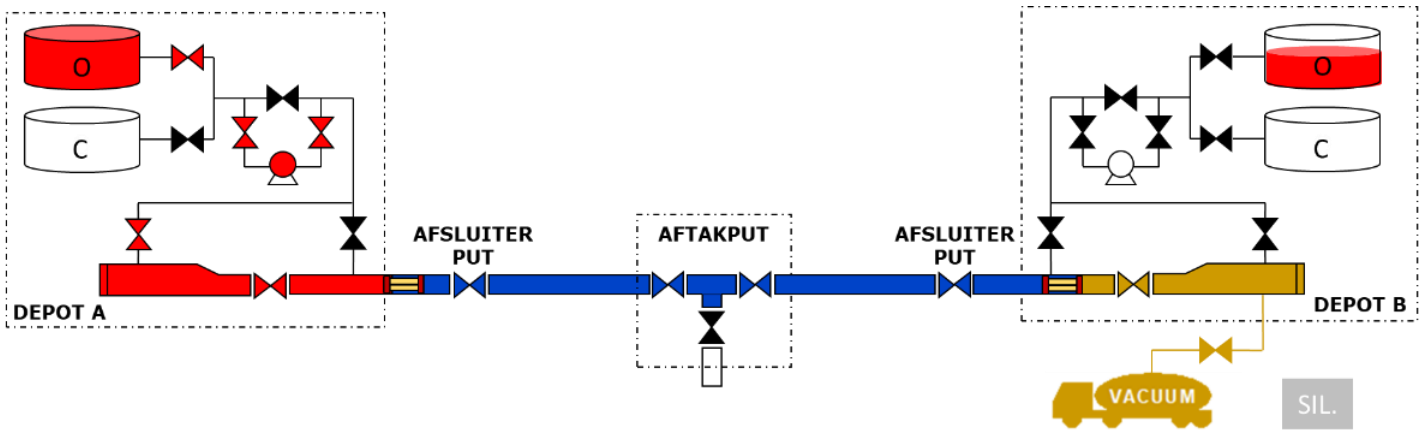 O
C
DEPOT A
AFSLUITER
PUT
AFTAKPUT
AFSLUITER
PUT
O
C
DEPOT B
VACUUM
SIL.